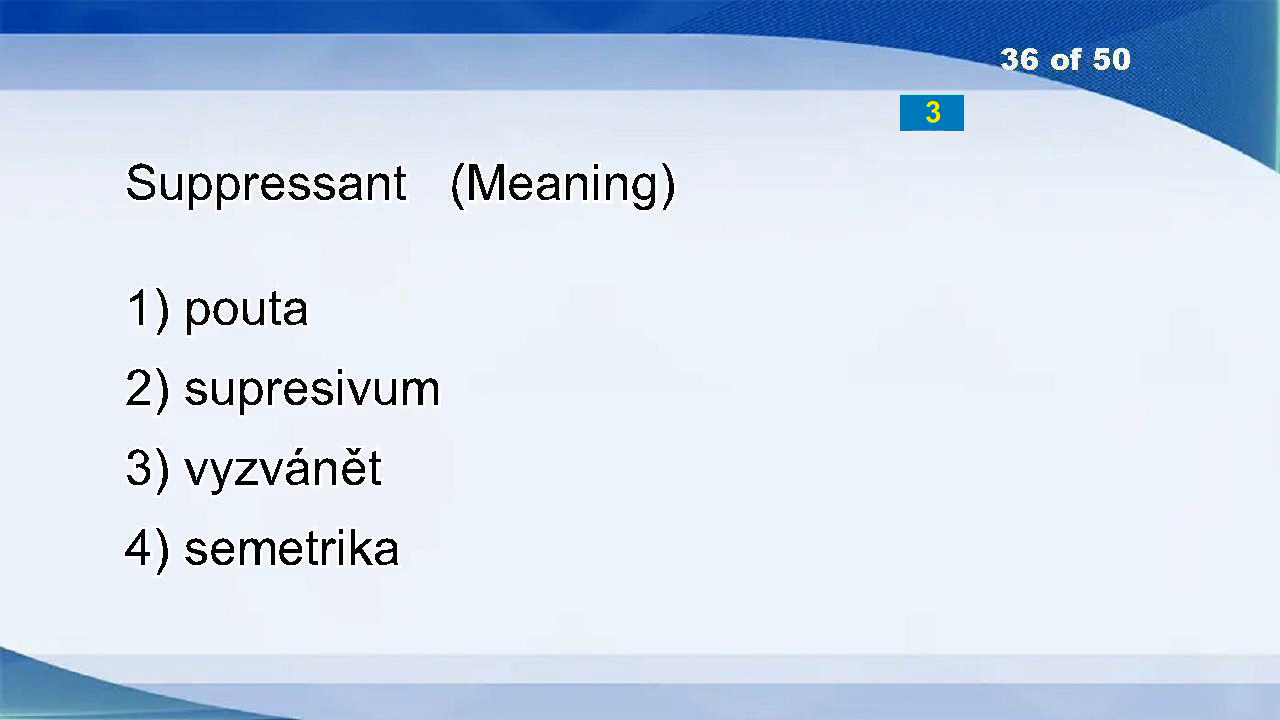 36 of 50
3
Suppressant (Meaning)
1) pouta
2) supresivum
3) vyzvánět
4) semetrika